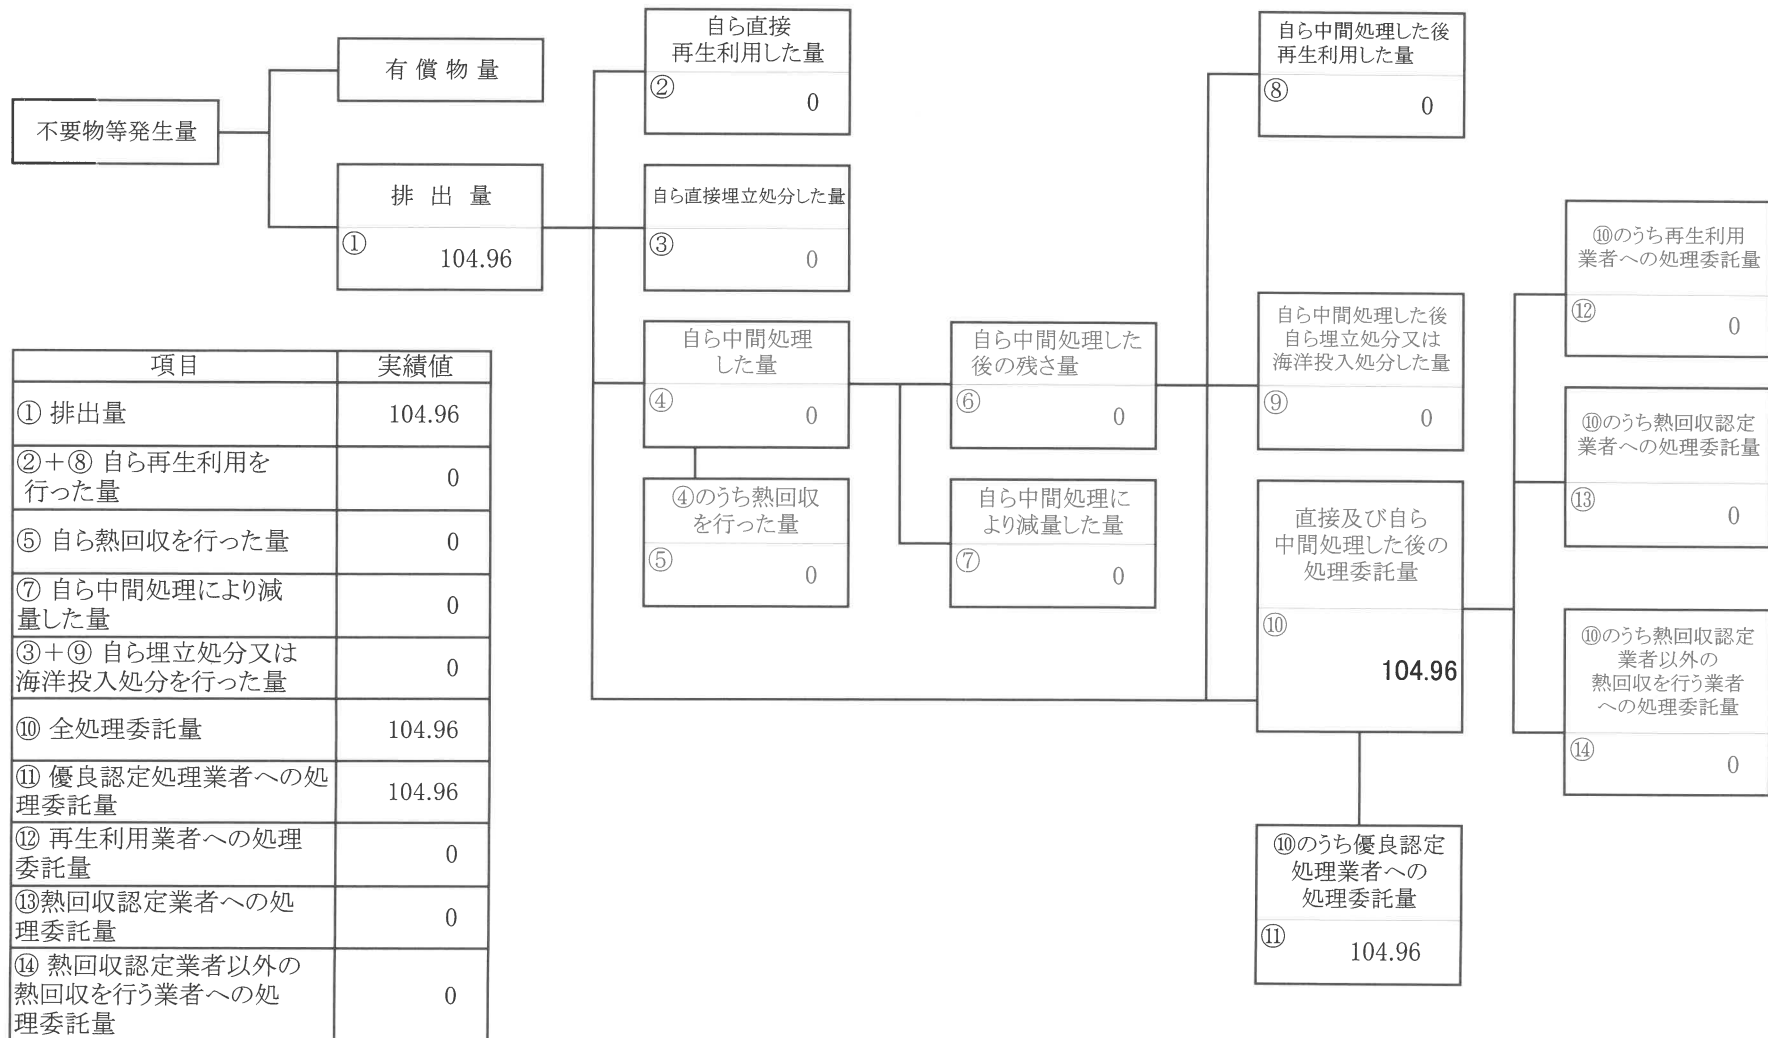 不要物等発生量
有償物量
排出量
①
104.96
自ら直接
再生利用した量
②
0
自ら直接埋立処分した量
③
0
自ら中間処理
した量
④
0
④のうち熱回収
を行った量
⑤
0
自ら中間処理した
後の残さ量
⑥
0
自ら中間処理に
より減量した量
⑦
0
自ら中間処理した後
再生利用した量
⑧
0
自ら中間処理した後
自ら埋立処分又は
海洋投入処分した量
⑨
0
直接及び自ら
中間処理した後の
処理委託量
⑩
104.96
⑩のうち優良認定
処理業者への
処理委託量
⑪
104.96
⑩のうち再生利用
業者への処理委託量
⑫
0
⑩のうち熱回収認定
業者への処理委託量
⑬
0
⑩のうち熱回収認定
業者以外の
熱回収を行う業者
への処理委託量
⑭
0
項目 実績値
① 排出量 104.96
②+⑧ 自ら再生利用を
行った量 0
⑤ 自ら熱回収を行った量 0
⑦ 自ら中間処理により減
量した量 0
③+⑨ 自ら埋立処分又は
海洋投入処分を行った量 0
⑩ 全処理委託量 104.96
⑪ 優良認定処理業者への処
理委託量 104.96
⑫ 再生利用業者への処理
委託量 0
⑬熱回収認定業者への処
理委託量 0
⑭ 熱回収認定業者以外の
熱回収を行う業者への処
理委託量 0